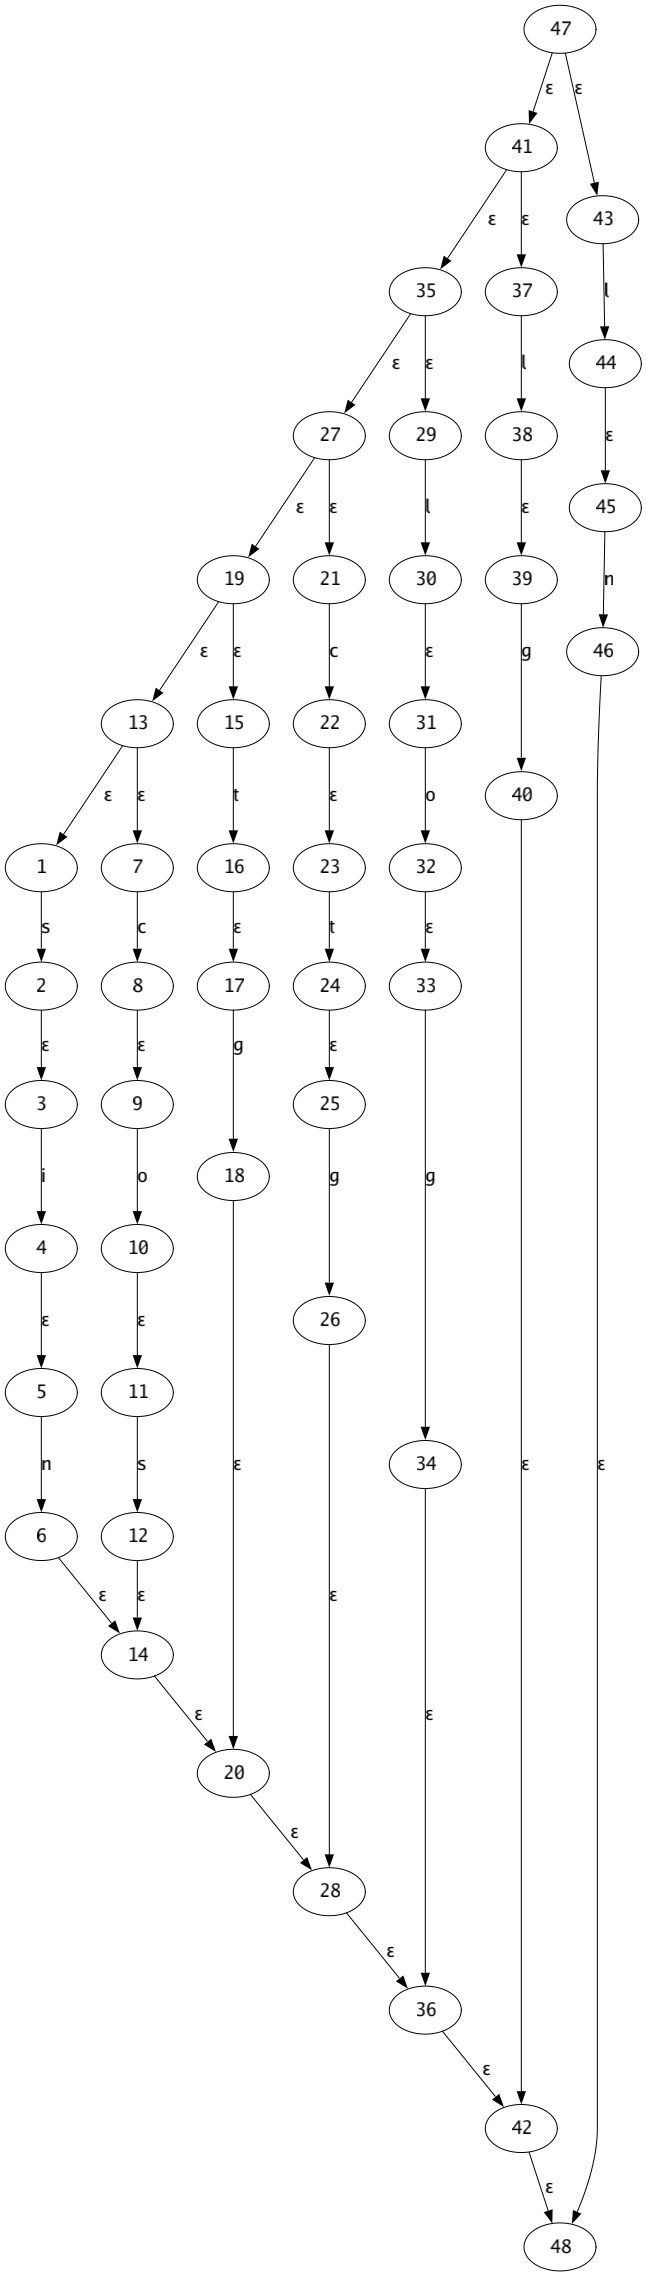 47
ε ε
41
43
ε ε
35 37
l
44
ε ε l
27 29 38
ε
45
ε ε l ε n
19 21 30 39
46
ε ε c ε g
13 15 22 31
40
ε ε t ε o
1 7 16 23 32
s c ε t ε
2 8 17 24 33
ε ε g ε
3 9 25
i o 18 g g
4 10
26
ε ε
5 11
n s 34 ε ε ε
6 12
ε ε ε
14
ε ε
20
ε
28
ε
36
ε
42
ε
48